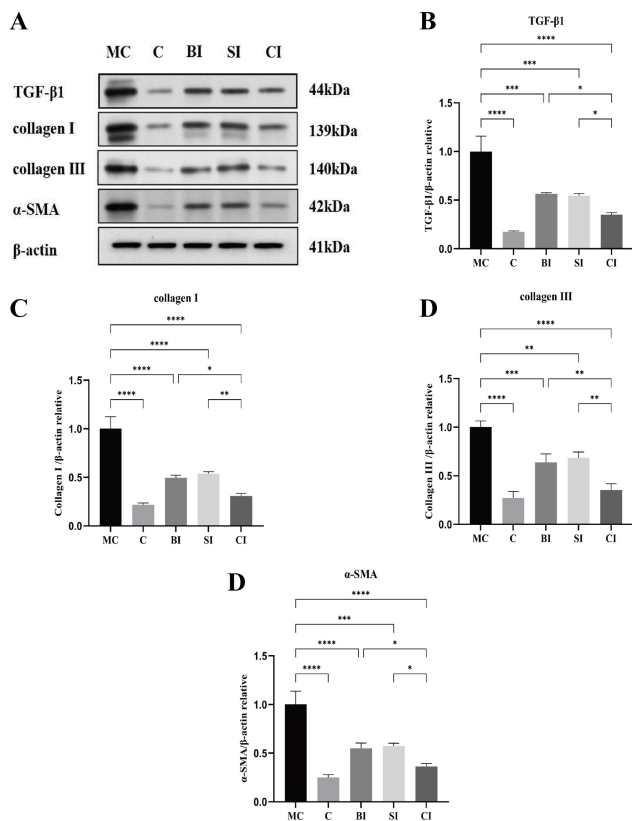 A
MC C BI SI CI
TGF-β1 44kDa
collagen I 139kDa
collagen III 140kDa
α-SMA 42kDa
β-actin 41kDa
B
TGF-β1
****
***
*** *
**** *
TGF-β1/β-actin relative
1.5
1.0
0.5
0.0
MC C BI SI CI
C
collagen I
****
****
**** *
**** **
Collagen I /β-actin relative
1.5
1.0
0.5
0.0
MC C BI SI CI
D
collagen III
****
**
*** **
**** **
Collagen III /β-actin relative
1.5
1.0
0.5
0.0
MC C BI SI CI
D
α-SMA
****
***
**** *
**** *
α-SMA/β-actin relative
1.5
1.0
0.5
0.0
MC C BI SI CI